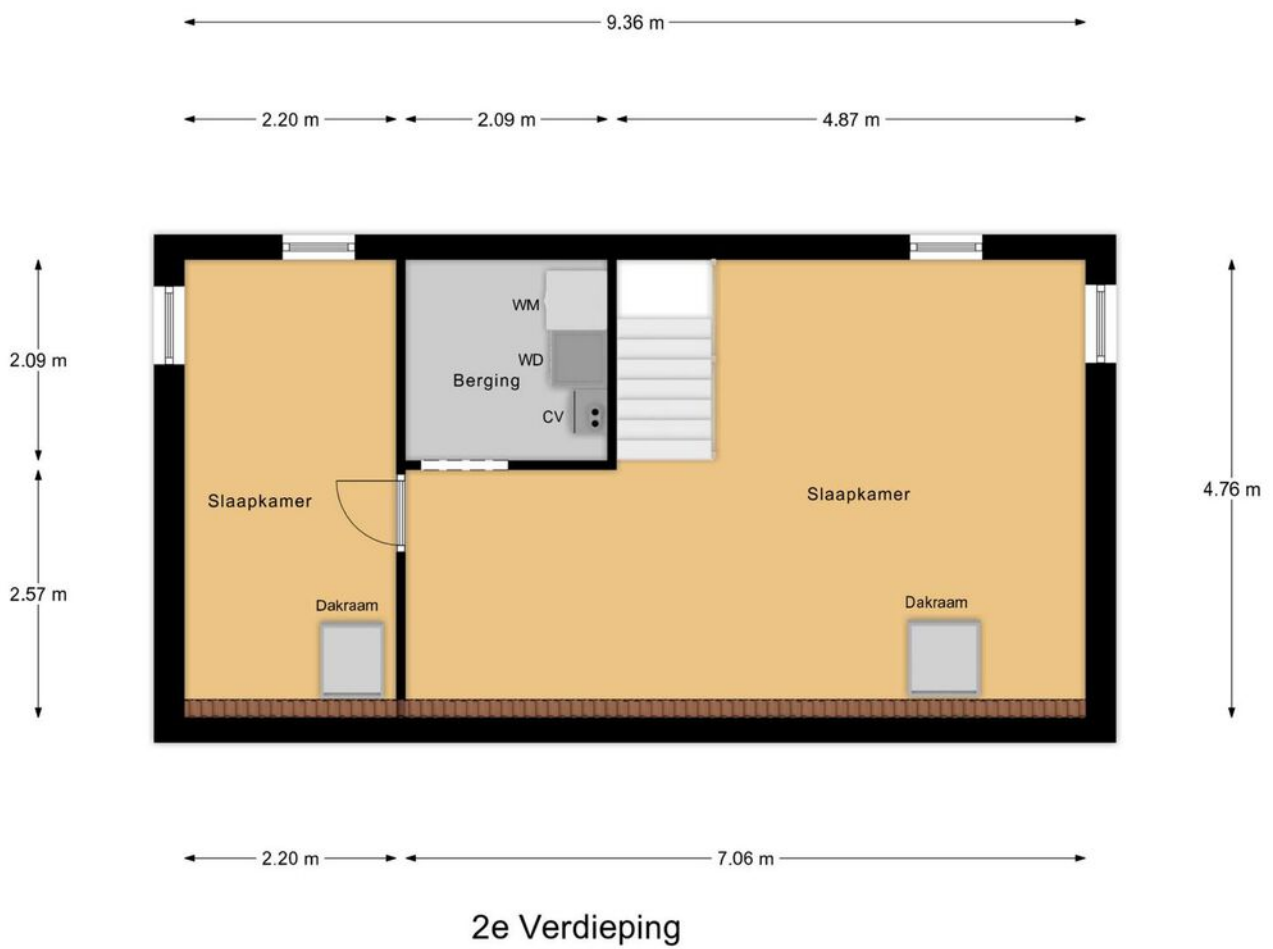 9.36 m
2.20 m
2.09 m
4.87 m
2.09 m
WM
WD
Berging
CV
Slaapkamer
Slaapkamer
4.76 m
2.57 m
Dakraam
Dakraam
2.20 m
7.06 m
2e Verdieping